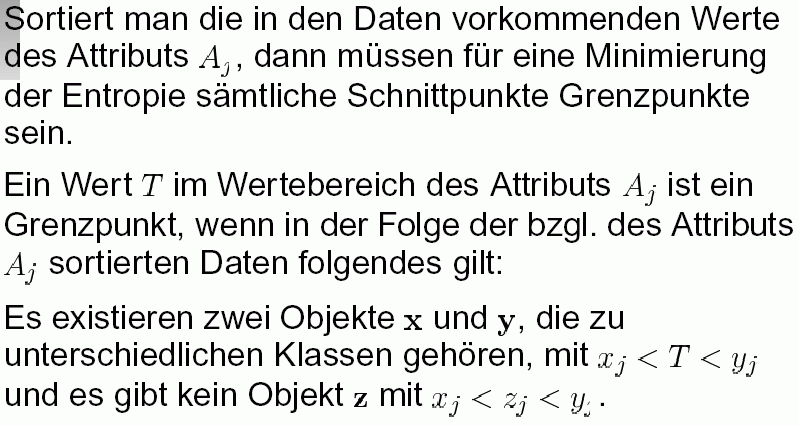 Sortiert man die in den Daten vorkommenden Werte
des Attributs A_j, dann müssen für eine Minimierung
der Entropie sämtliche Schnittpunkte Grenzpunkte
sein.
Ein Wert T im Wertebereich des Attributs A_j ist ein
Grenzpunkt, wenn in der Folge der bzgl. des Attributs
A_j sortierten Daten folgendes gilt:
Es existieren zwei Objekte x und y, die zu
unterschiedlichen Klassen gehören, mit x_j < T < y_j
und es gibt kein Objekt z mit x_j < z_j < y_j.